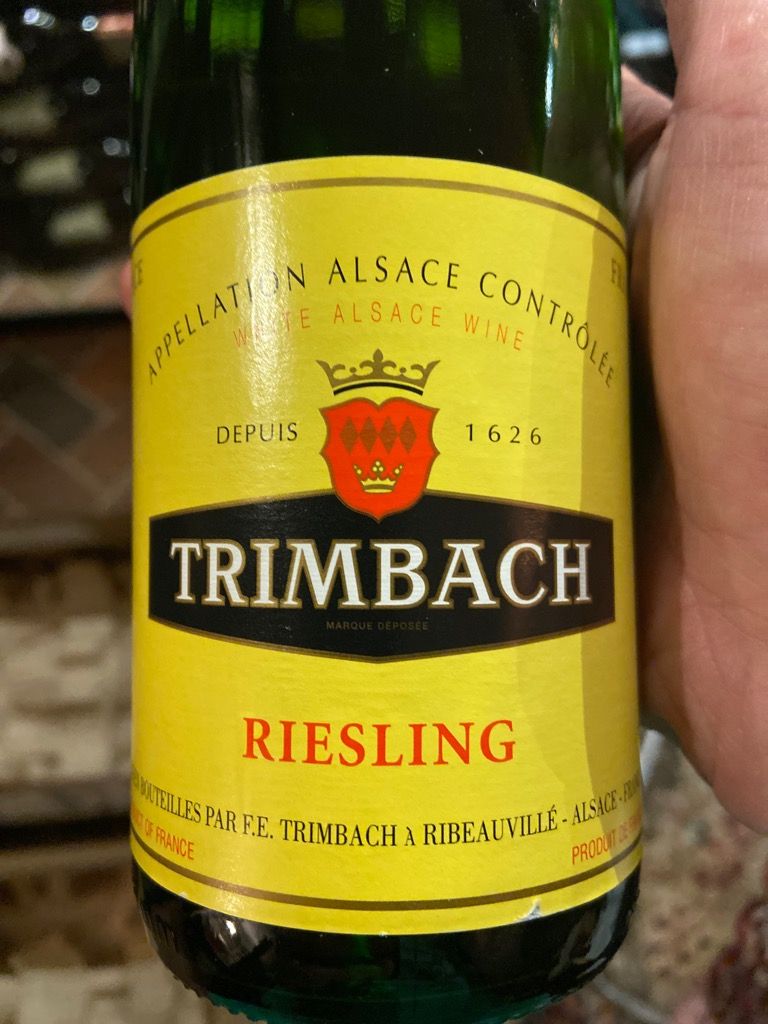 APPELLATION ALSACE CONTRÔLÉE
WHITE ALSACE WINE
DEPUIS 1626
TRIMBACH
MARQUE DÉPOSÉE
RIESLING
BOUTEILLES PAR F.E. TRIMBACH A RIBEAUVILLÉ - ALSACE -
OF FRANCE
PRODUIT DE